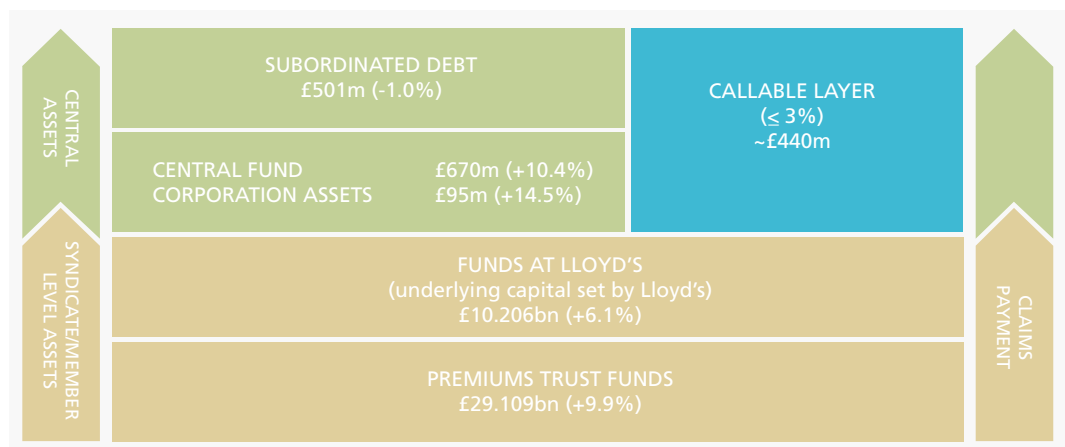 CENTRAL
ASSETS
SUBORDINATED DEBT
£501m (-1.0%)
CALLABLE LAYER
(≤ 3%)
~£440m
CENTRAL FUND £670m (+10.4%)
CORPORATION ASSETS £95m (+14.5%)
SYNDICATE/MEMBER
LEVEL ASSETS
FUNDS AT LLOYD’S
(underlying capital set by Lloyd’s)
£10.206bn (+6.1%)
PREMIUMS TRUST FUNDS
£29.109bn (+9.9%)
CLAIMS
PAYMENT